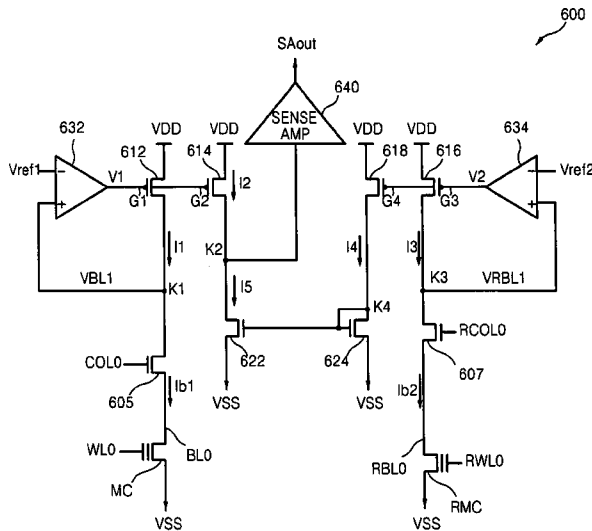 600
SAout
640
SENSE
AMP
632
VDD
612
VDD
614
VDD
618
VDD
616
634
Vref1
-
+
V1
G1
G2
I2
G4
G3
V2
Vref2
-
+
I1
K2
I4
I3
VBL1
K1
I5
K4
K3
VRBL1
COL0
605
Ib1
622
VSS
624
VSS
RCOL0
607
Ib2
WL0
MC
BL0
VSS
RBL0
RWL0
RMC
VSS